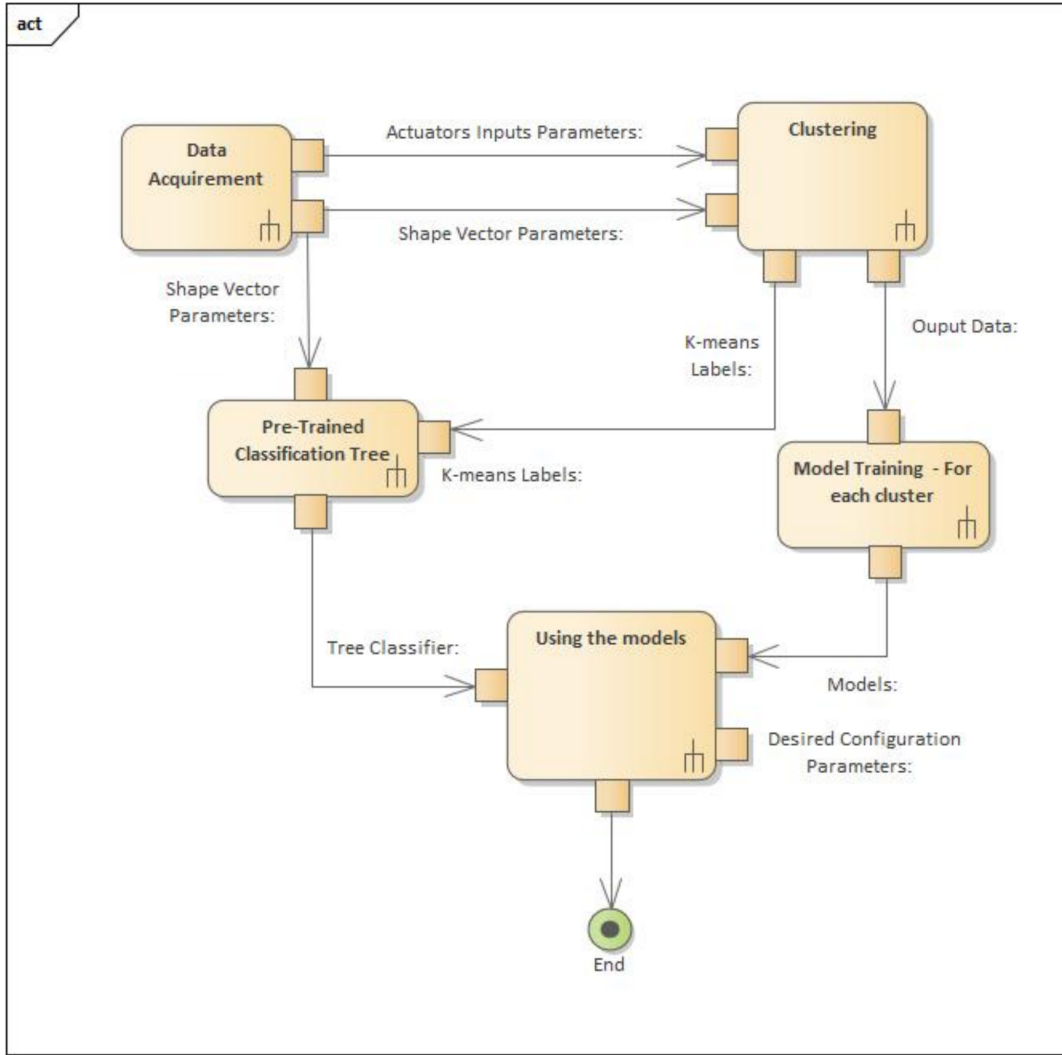 act
Data
Acquirement
Actuators Inputs Parameters:
Clustering
Shape Vector Parameters:
Shape Vector
Parameters:
K-means
Labels:
Ouput Data:
Pre-Trained
Classification Tree
K-means Labels:
Model Training  - For
each cluster
Using the models
Tree Classifier:
Models:
Desired Configuration
Parameters:
End